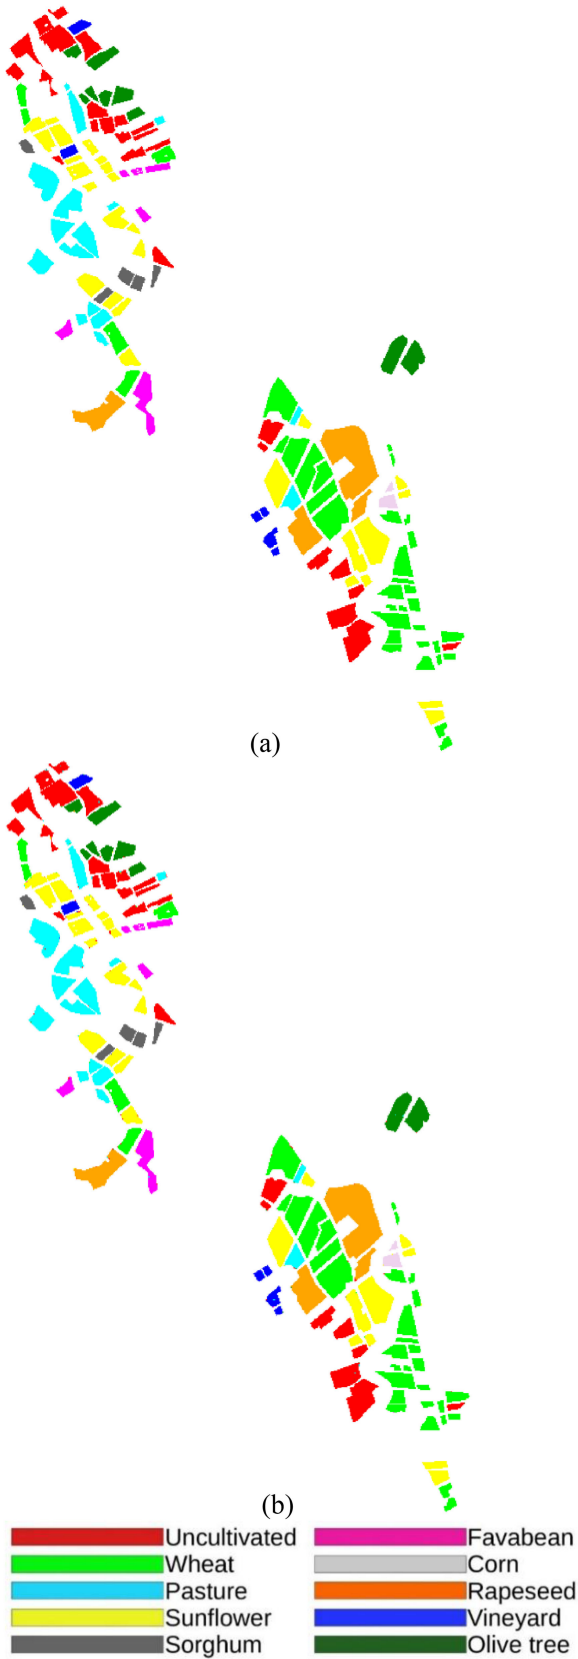 (a)
(b)
Uncultivated
Wheat
Pasture
Sunflower
Sorghum
Favabean
Corn
Rapeseed
Vineyard
Olive tree